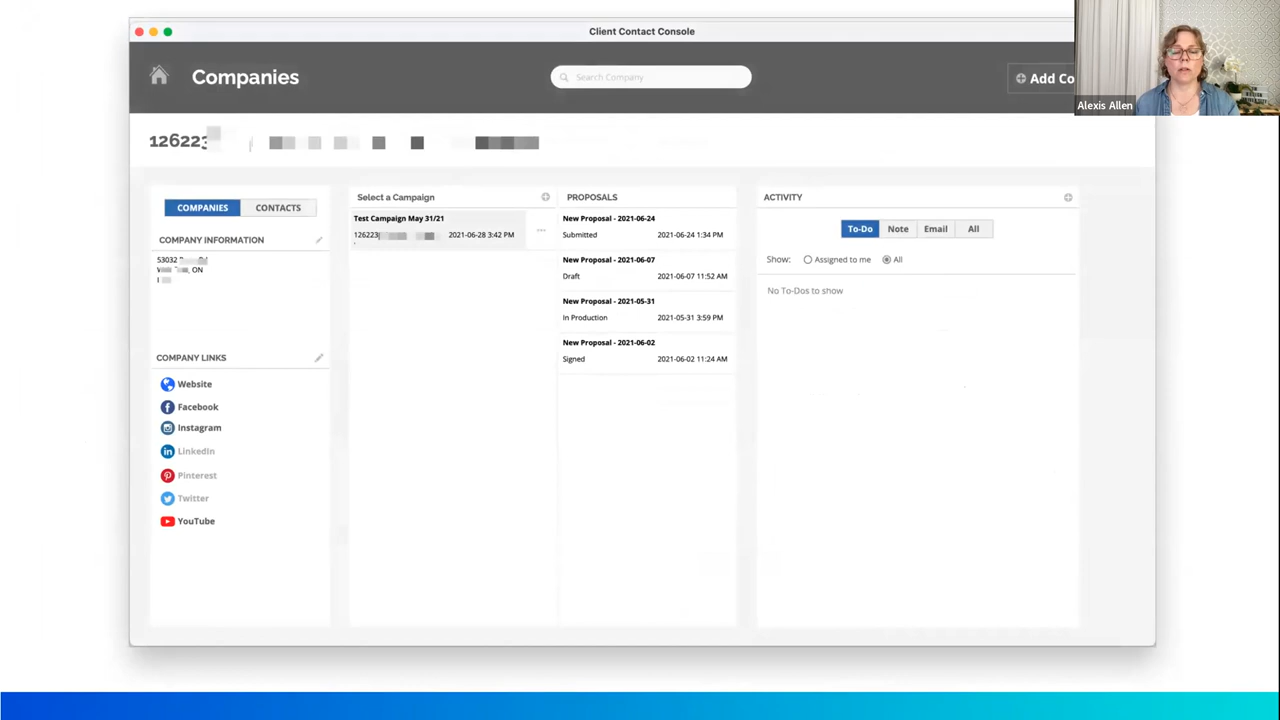 Client Contact Console
Companies
Search Company
Add Co
Alexis Allen
126223
COMPANIES CONTACTS
COMPANY INFORMATION
53032
ON
COMPANY LINKS
Website
Facebook
Instagram
LinkedIn
Pinterest
Twitter
YouTube
Select a Campaign
Test Campaign May 31/21
126223 2021-06-28 3:42 PM
PROPOSALS
New Proposal - 2021-06-24
Submitted 2021-06-24 1:34 PM
New Proposal - 2021-06-07
Draft 2021-06-07 11:52 AM
New Proposal - 2021-05-31
In Production 2021-05-31 3:59 PM
New Proposal - 2021-06-02
Signed 2021-06-02 11:24 AM
ACTIVITY
To-Do Note Email All
Show: Assigned to me All
No To-Dos to show